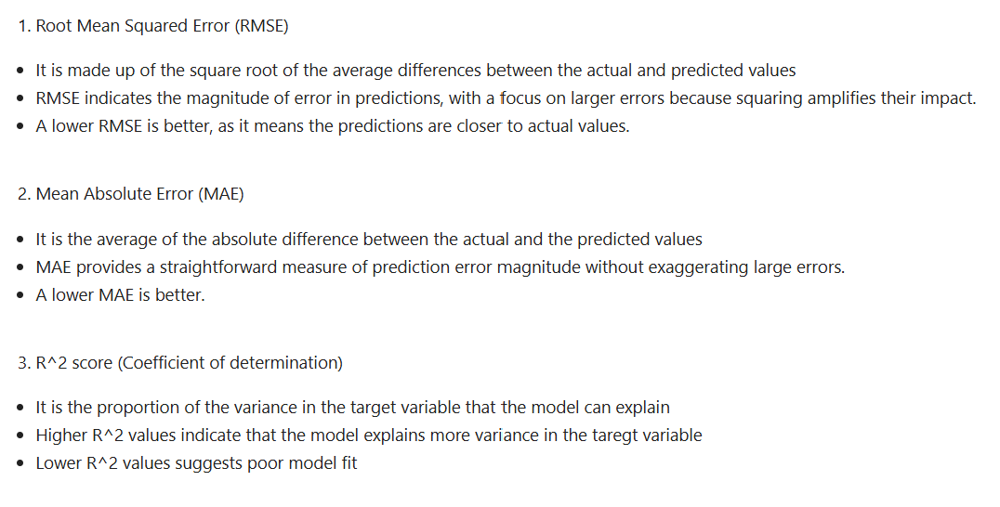 1. Root Mean Squared Error (RMSE)
• It is made up of the square root of the average differences between the actual and predicted values
• RMSE indicates the magnitude of error in predictions, with a focus on larger errors because squaring amplifies their impact.
• A lower RMSE is better, as it means the predictions are closer to actual values.
2. Mean Absolute Error (MAE)
• It is the average of the absolute difference between the actual and the predicted values
• MAE provides a straightforward measure of prediction error magnitude without exaggerating large errors.
• A lower MAE is better.
3. R^2 score (Coefficient of determination)
• It is the proportion of the variance in the target variable that the model can explain
• Higher R^2 values indicate that the model explains more variance in the taregt variable
• Lower R^2 values suggests poor model fit